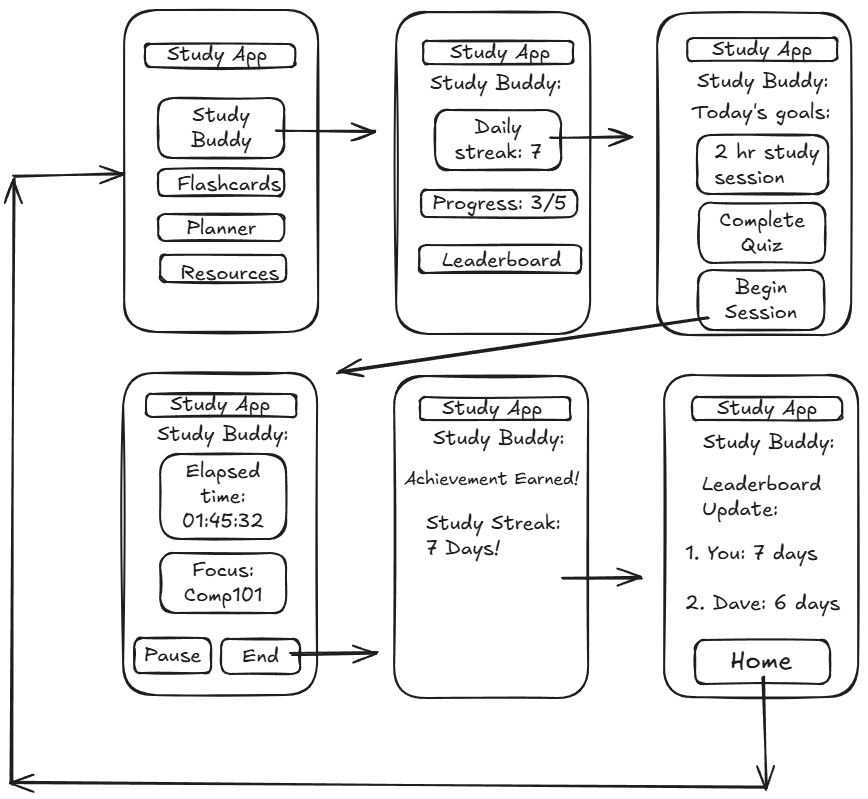 Study App
Study
Buddy
Flashcards
Planner
Resources
Study App
Study Buddy:
Daily
streak: 7
Progress: 3/5
Leaderboard
Study App
Study Buddy:
Today's goals:
2 hr study
session
Complete
Quiz
Begin
Session
Study App
Study Buddy:
Elapsed
time:
01:45:32
Focus:
Comp101
Pause
End
Study App
Study Buddy:
Achievement Earned!
Study Streak:
7 Days!
Study App
Study Buddy:
Leaderboard
Update:
1. You: 7 days
2. Dave: 6 days
Home